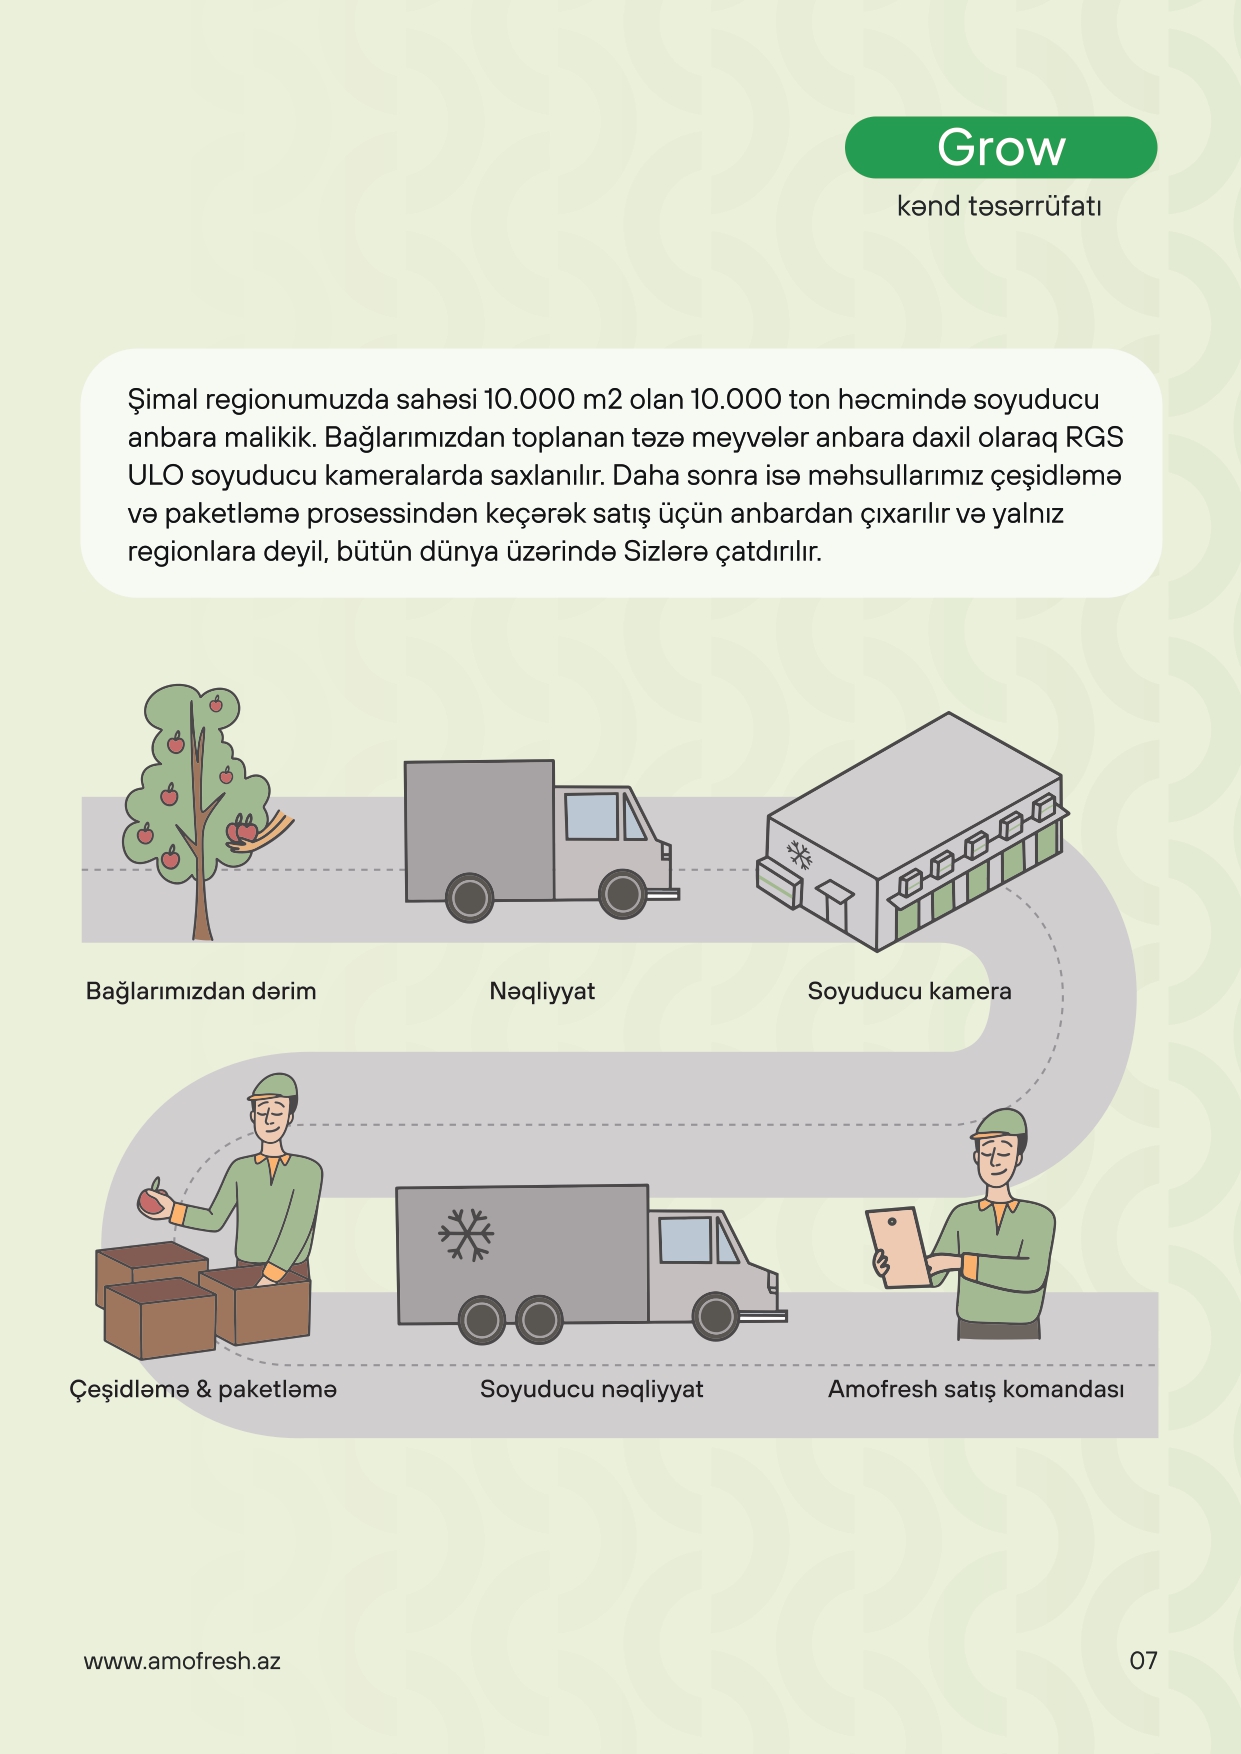 Grow
kənd təsərrüfatı
Şimal regionumuzda sahəsi 10.000 m2 olan 10.000 ton həcmində soyuducu
anbara malikik. Bağlarımızdan toplanan təzə meyvələr anbara daxil olaraq RGS
ULO soyuducu kameralarda saxlanılır. Daha sonra isə məhsullarımız çeşidləmə
və paketləmə prosessindən keçərək satış üçün anbardan çıxarılır və yalnız
regionlara deyil, bütün dünya üzərində Sizlərə çatdırılır.
Bağlarımızdan dərim
Nəqliyyat
Soyuducu kamera
Çeşidləmə & paketləmə
Soyuducu nəqliyyat
Amofresh satış komandası
www.amofresh.az
07